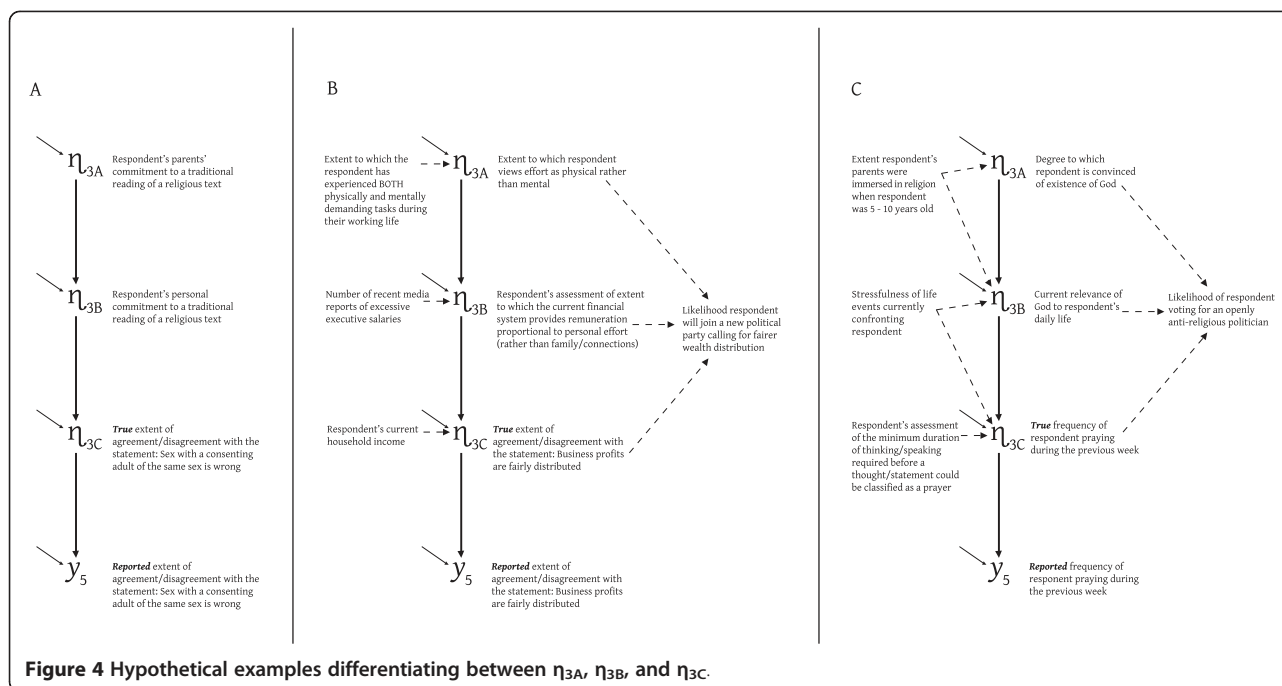 A
η3A
Respondent's parents'
commitment to a traditional
reading of a religious text
η3B
Respondent's personal
commitment to a traditional
reading of a religious text
η3C
True extent of
agreement/disagreement with the
statement: Sex with a consenting
adult of the same sex is wrong
y5
Reported extent of
agreement/disagreement with the
statement: Sex with a consenting
adult of the same sex is wrong
B
Extent to which the
respondent has
experienced BOTH
physically and mentally
demanding tasks during
their working life
η3A
Extent to which respondent
views effort as physical rather
than mental
Number of recent media
reports of excessive
executive salaries
η3B
Respondent's assessment of extent
to which the current financial
system provides remuneration
proportional to personal effort
(rather than family/connections)
Likelihood respondent
will join a new political
party calling for fairer
wealth distribution
Respondent's current
household income
η3C
True extent of
agreement/disagreement with
the statement: Business profits
are fairly distributed
y5
Reported extent of
agreement/disagreement with
the statement: Business profits
are fairly distributed
C
Extent respondent's
parents were
immersed in religion
when respondent
was 5 - 10 years old
η3A
Degree to which
repondent is convinced
of existence of God
Stressfulness of life
events currently
confronting
respondent
η3B
Current relevance of
God to respondent's
daily life
Likelihood of respondent
voting for an openly
anti-religious politician
Respondent's assessment
of the minimum duration
of thinking/speaking
required before a
thought/statement could
be classified as a prayer
η3C
True frequency of
respondent praying
during the previous week
y5
Reported frequency of
responent praying during
the previous week
Figure 4 Hypothetical examples differentiating between η3A, η3B, and η3C.